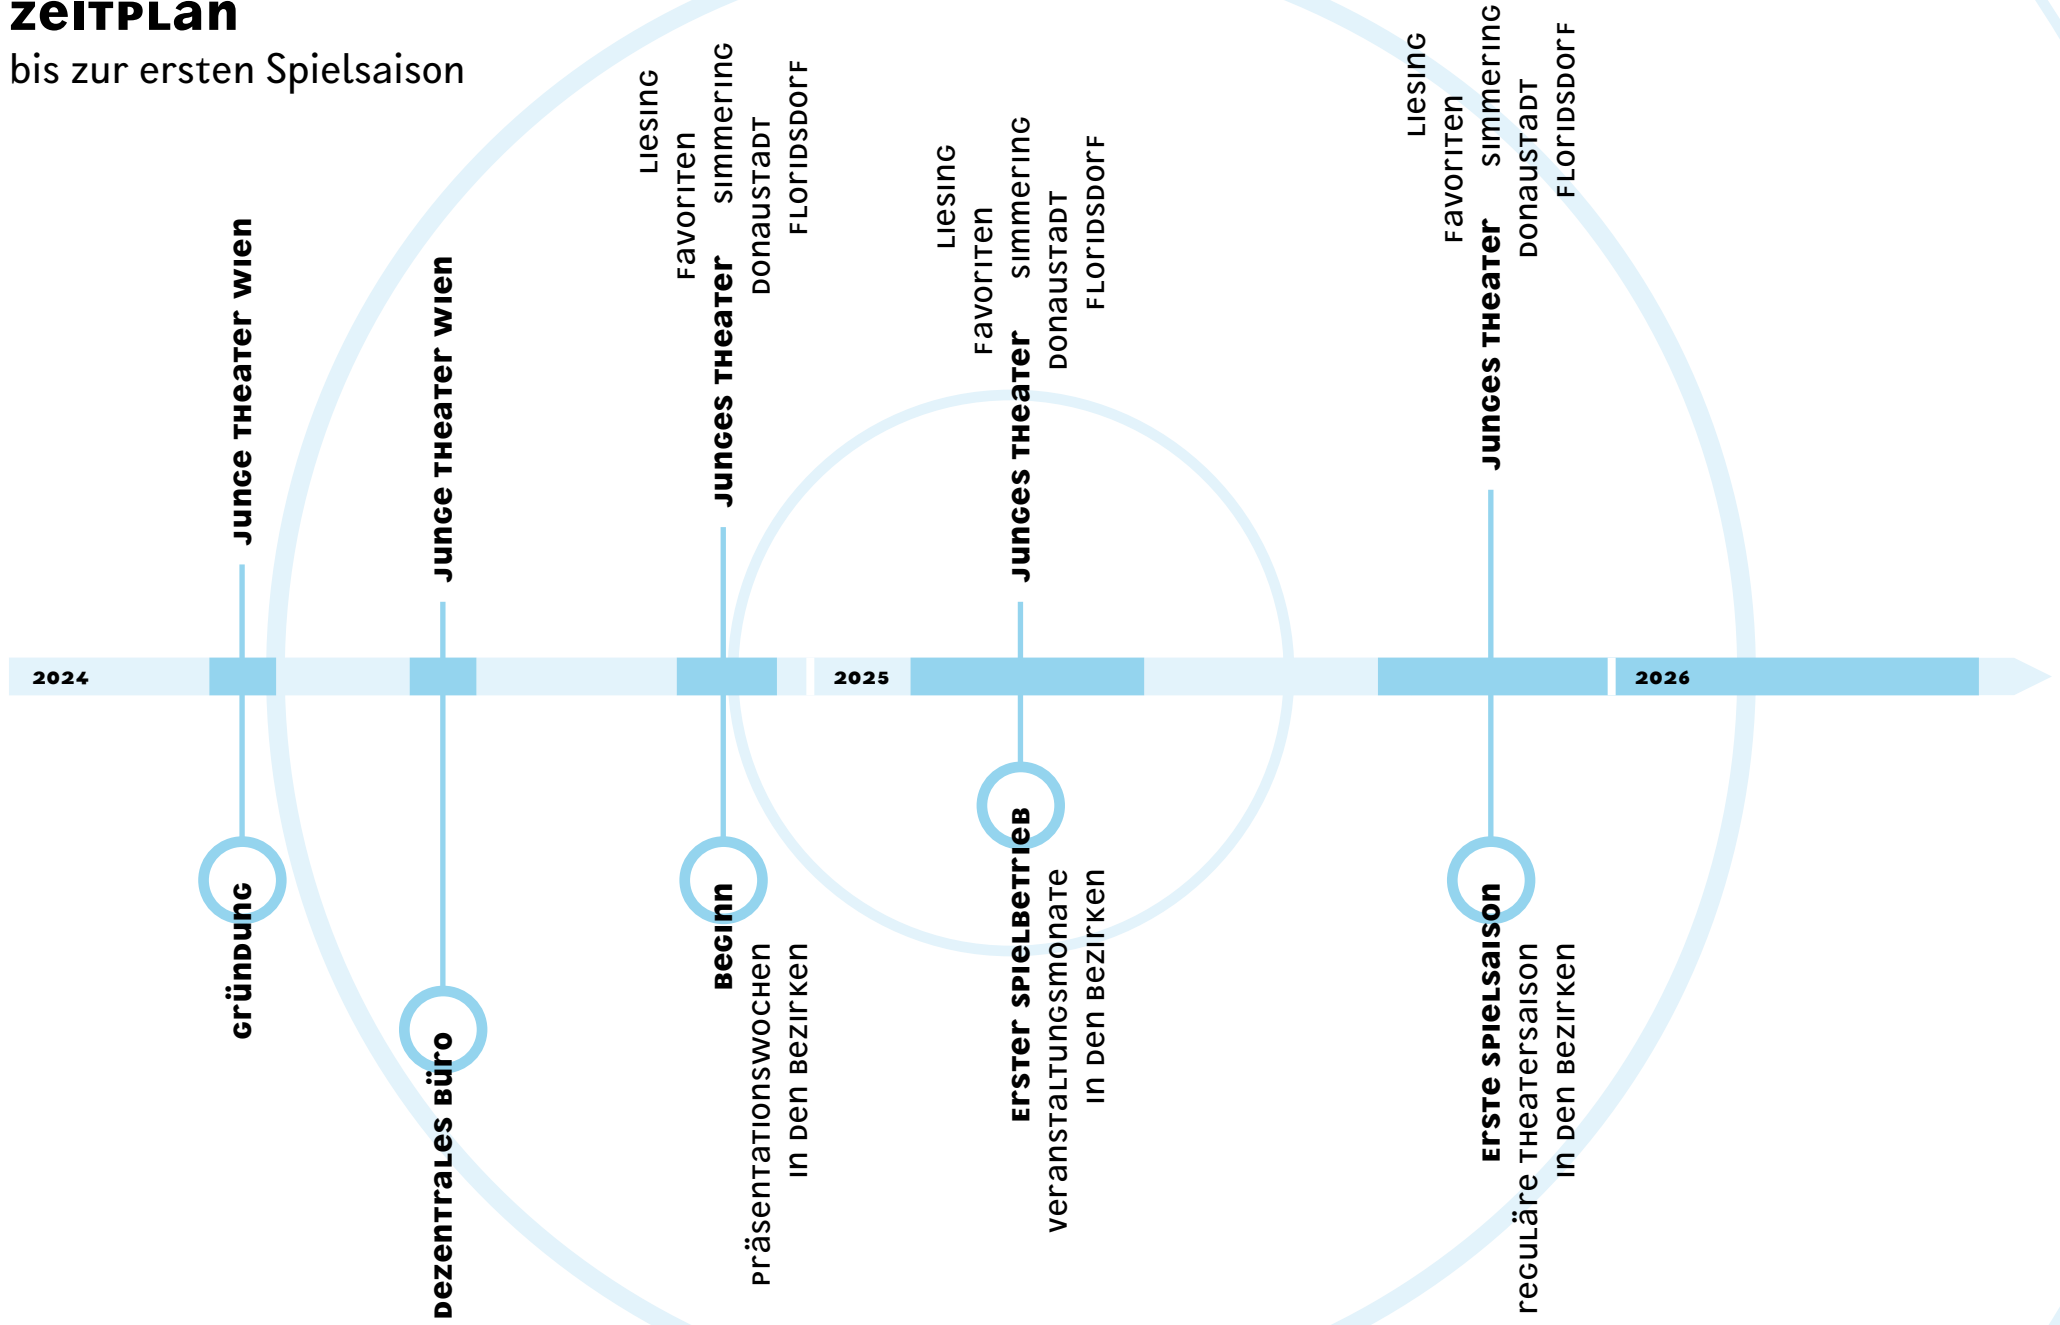 zeitplan
bis zur ersten Spielsaison
Junge Theater Wien
Junge Theater Wien
Liesing
Favoriten
Junges Theater Simmering
Donaustadt
Floridsdorf
Liesing
Favoriten
Junges Theater Simmering
Donaustadt
Floridsdorf
Liesing
Favoriten
Junges Theater Simmering
Donaustadt
Floridsdorf
2024
2025
2026
Gründung
Dezentrales Büro
Beginn
Präsentationswochen
in den Bezirken
Erster Spielbetrieb
Veranstaltungsmonate
in den Bezirken
Erste Spielsaison
reguläre Theatersaison
in den Bezirken